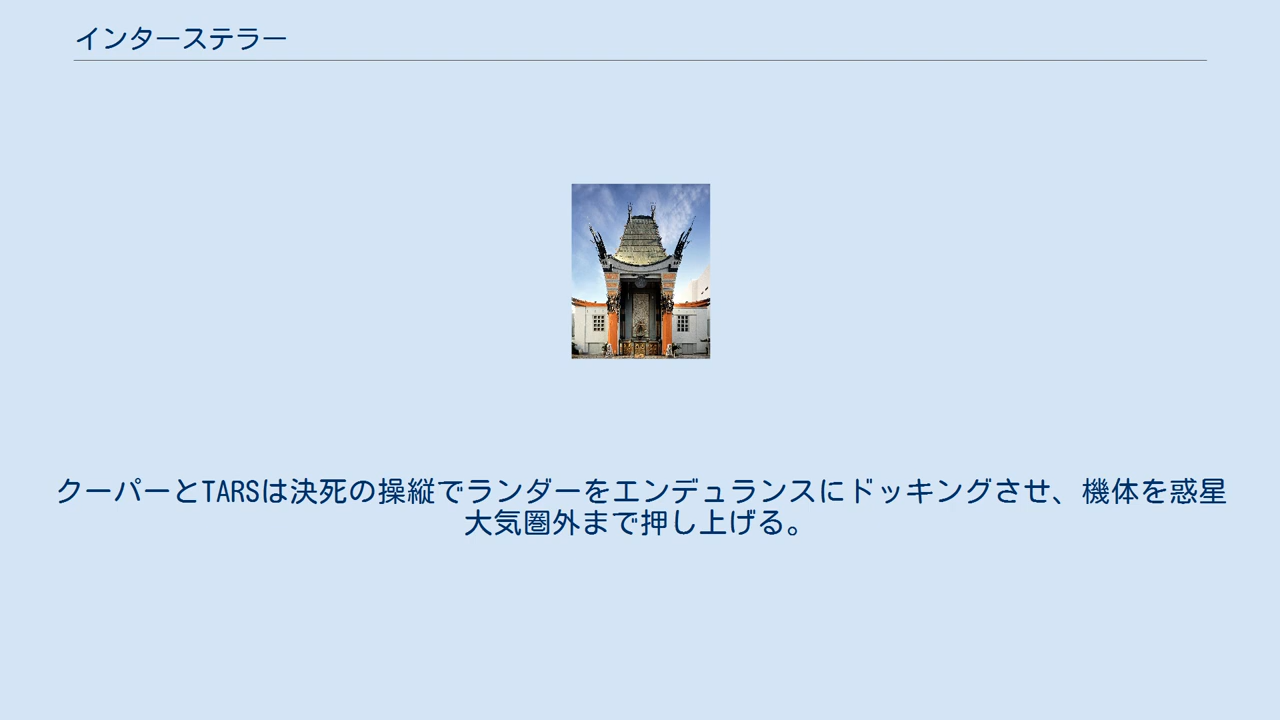 インターステラー
クーパーとTARSは決死の操縦でランダーをエンデュランスにドッキングさせ、機体を惑星
大気圏外まで押し上げる。